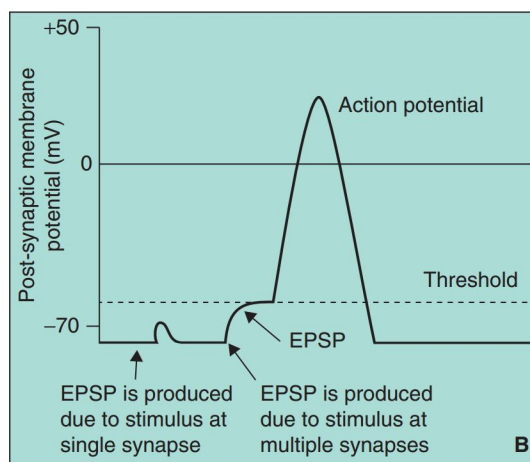 +50
Action potential
Post-synaptic membrane
potential (mV)
0
Threshold
–70
EPSP
EPSP is produced
due to stimulus at
single synapse
EPSP is produced
due to stimulus at
multiple synapses
B